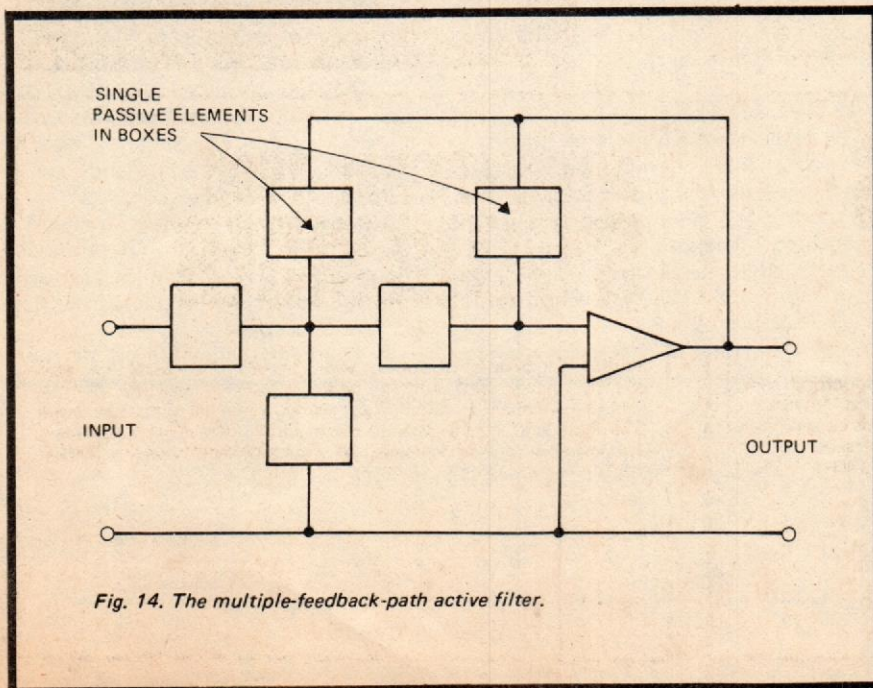 SINGLE
PASSIVE ELEMENTS
IN BOXES
INPUT
OUTPUT
Fig. 14. The multiple-feedback-path active filter.